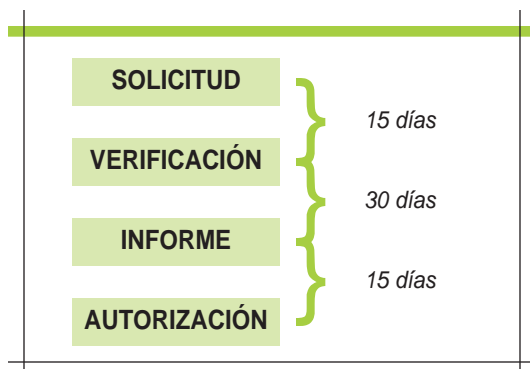 SOLICITUD
15 días
VERIFICACIÓN
30 días
INFORME
15 días
AUTORIZACIÓN